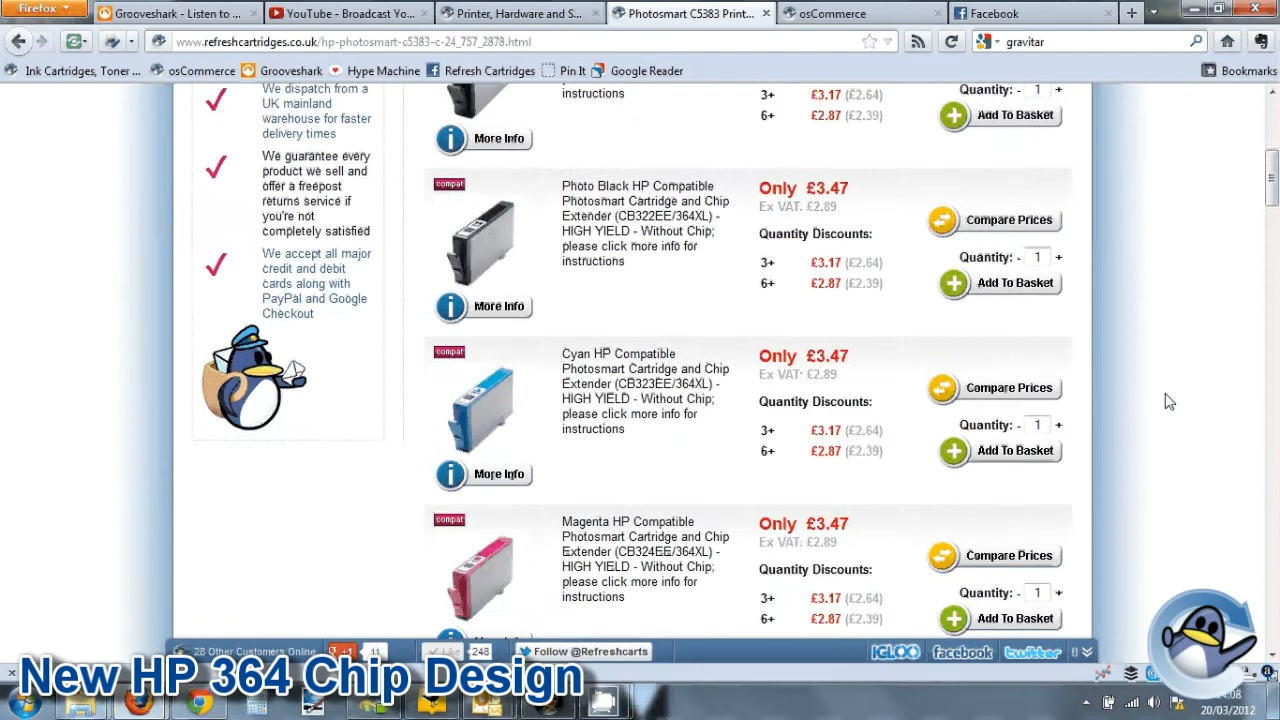 Firefox
Grooveshark - Listen to ...
YouTube - Broadcast Yo...
Printer, Hardware and S...
Photosmart C5383 Print...
osCommerce
Facebook
www.refreshcartridges.co.uk/hp-photosmart-c5383-c-24_757_2878.html
gravitar
Ink Cartridges, Toner ...
osCommerce
Grooveshark
Hype Machine
Refresh Cartridges
Pin It
Google Reader
Bookmarks
We dispatch from a
UK mainland
warehouse for faster
delivery times
We guarantee every
product we sell and
offer a freepost
returns service if
you're not
completely satisfied
We accept all major
credit and debit
cards along with
PayPal and Google
Checkout
instructions
3+ £3.17 (£2.64)
6+ £2.87 (£2.39)
Quantity: - 1 +
Add To Basket
More Info
compat
Photo Black HP Compatible
Photosmart Cartridge and Chip
Extender (CB322EE/364XL) -
HIGH YIELD - Without Chip;
please click more info for
instructions
Only £3.47
Ex VAT: £2.89
Quantity Discounts:
3+ £3.17 (£2.64)
6+ £2.87 (£2.39)
Compare Prices
Quantity: - 1 +
Add To Basket
More Info
compat
Cyan HP Compatible
Photosmart Cartridge and Chip
Extender (CB323EE/364XL) -
HIGH YIELD - Without Chip;
please click more info for
instructions
Only £3.47
Ex VAT: £2.89
Quantity Discounts:
3+ £3.17 (£2.64)
6+ £2.87 (£2.39)
Compare Prices
Quantity: - 1 +
Add To Basket
More Info
compat
Magenta HP Compatible
Photosmart Cartridge and Chip
Extender (CB324EE/364XL) -
HIGH YIELD - Without Chip;
please click more info for
instructions
Only £3.47
Ex VAT: £2.89
Quantity Discounts:
3+ £3.17 (£2.64)
6+ £2.87 (£2.39)
Compare Prices
Quantity: - 1 +
Add To Basket
28 Other Customers Online
+1
11
Like
248
Follow @Refreshcarts
IGLOO
facebook
twitter
New HP 364 Chip Design
20/03/2012